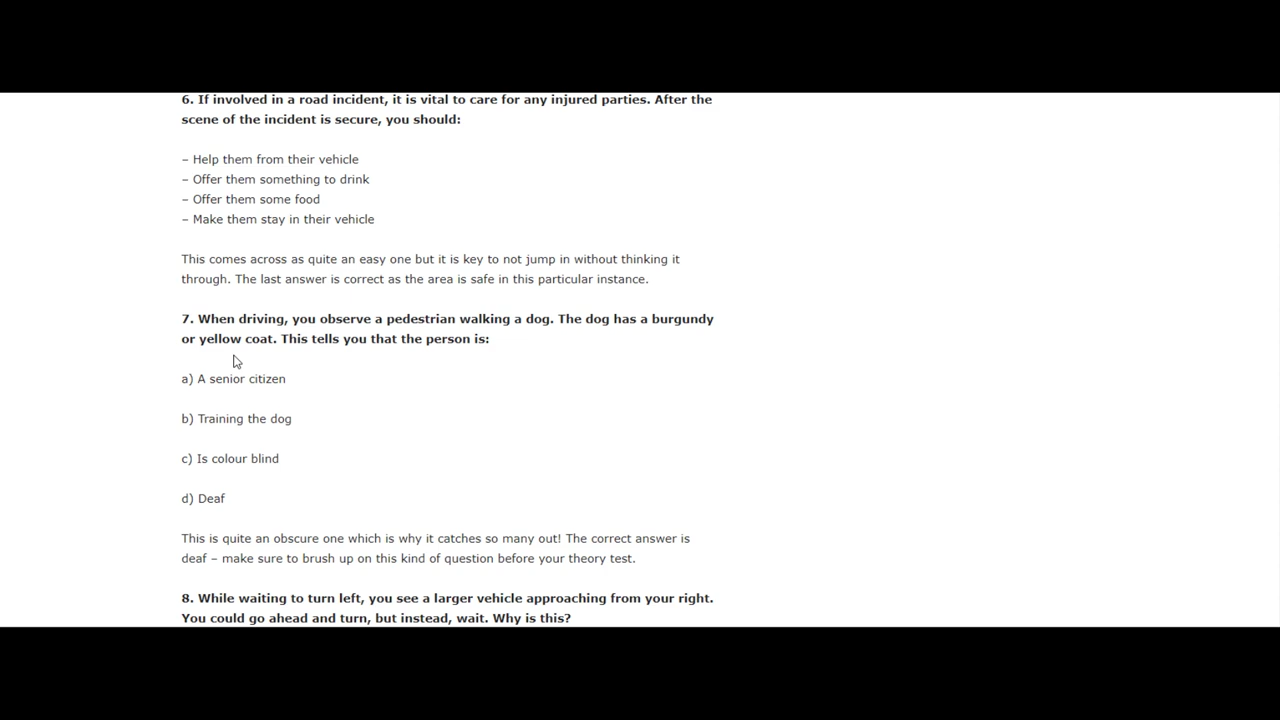 6. If involved in a road incident, it is vital to care for any injured parties. After the
scene of the incident is secure, you should:
– Help them from their vehicle
– Offer them something to drink
– Offer them some food
– Make them stay in their vehicle
This comes across as quite an easy one but it is key to not jump in without thinking it
through. The last answer is correct as the area is safe in this particular instance.
7. When driving, you observe a pedestrian walking a dog. The dog has a burgundy
or yellow coat. This tells you that the person is:
a) A senior citizen
b) Training the dog
c) Is colour blind
d) Deaf
This is quite an obscure one which is why it catches so many out! The correct answer is
deaf – make sure to brush up on this kind of question before your theory test.
8. While waiting to turn left, you see a larger vehicle approaching from your right.
You could go ahead and turn, but instead, wait. Why is this?